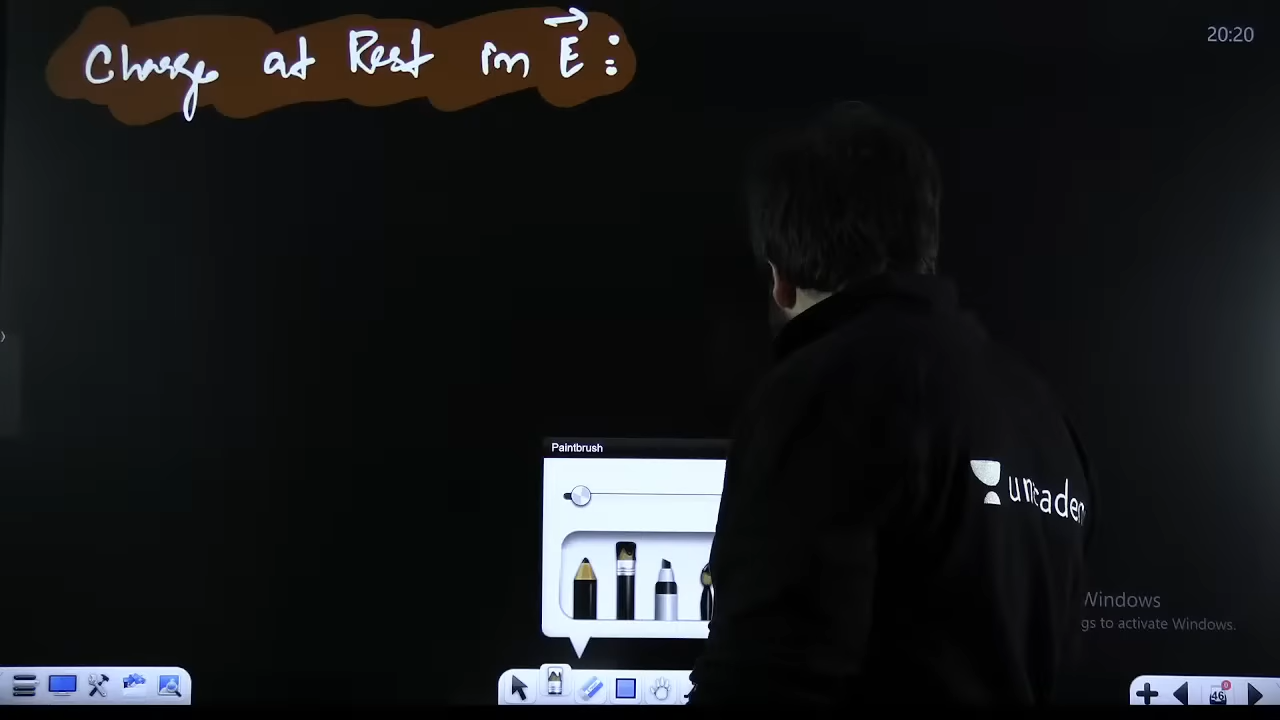 Charge at Rest in E⃗ :
20:20
Paintbrush
unacadem
Windows
gs to activate Windows.
46